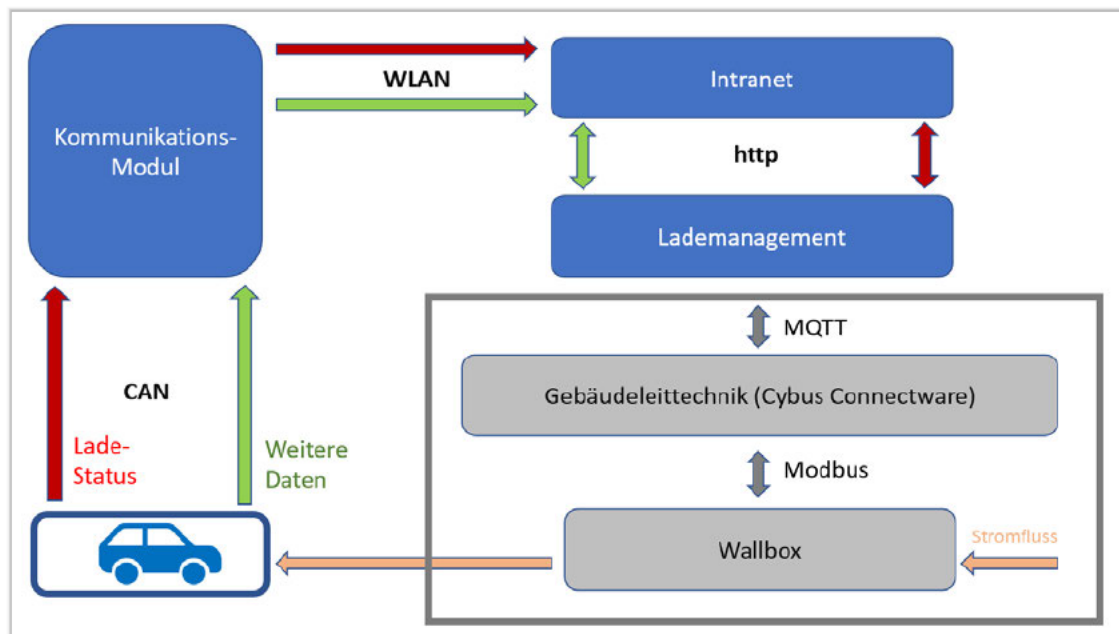 Kommunikations-
Modul
WLAN
Intranet
http
Lademanagement
MQTT
Gebäudeleittechnik (Cybus Connectware)
Modbus
Wallbox
Stromfluss
CAN
Lade-
Status
Weitere
Daten